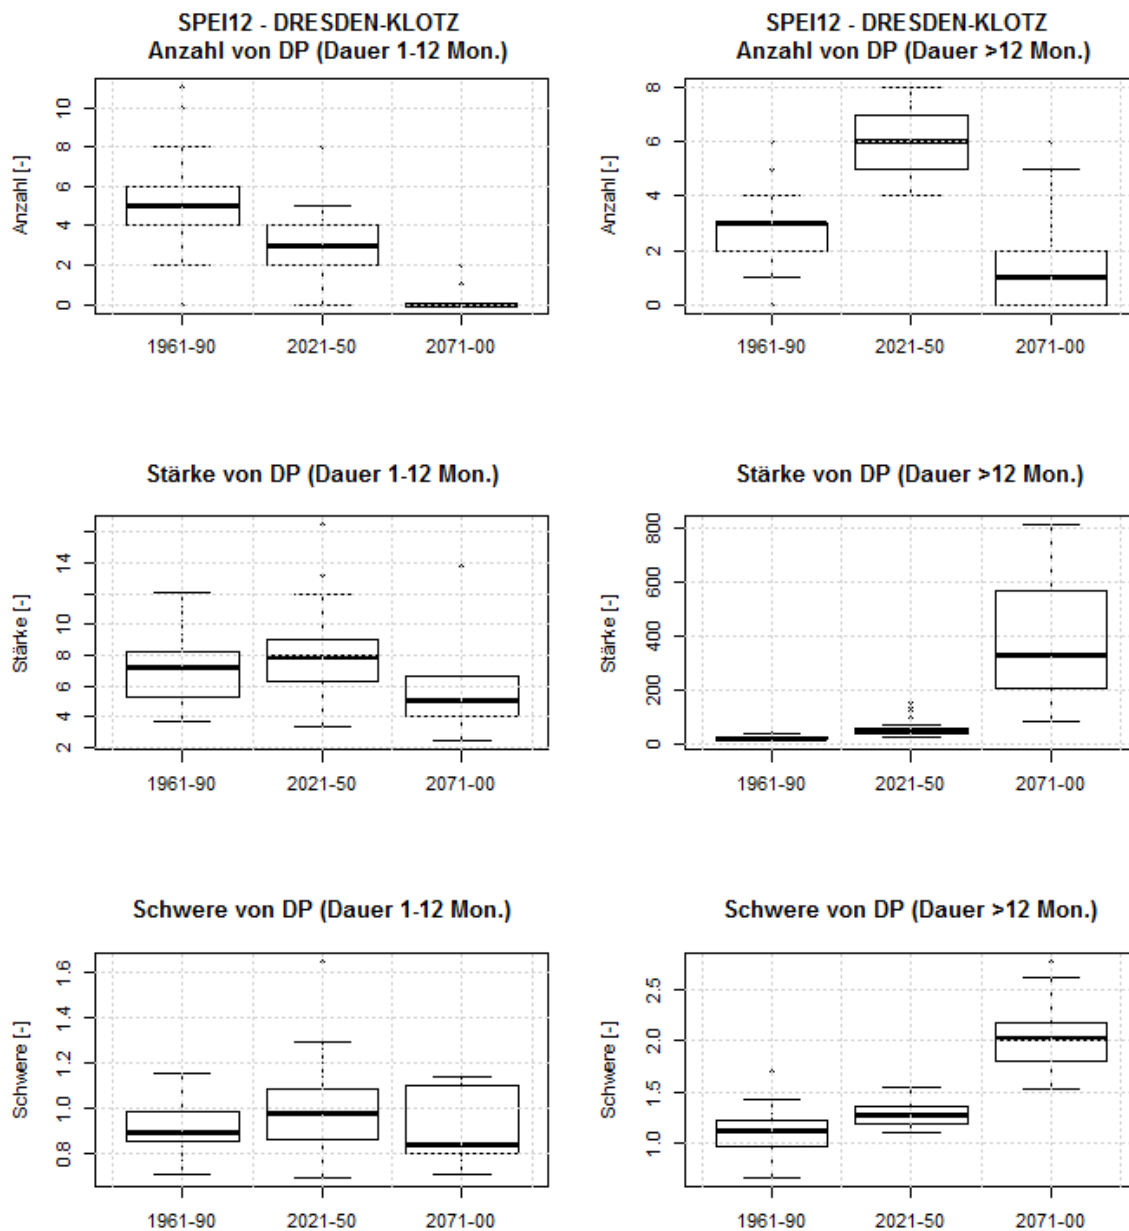 SPEI12 - DRESDEN-KLOTZ
Anzahl von DP (Dauer 1-12 Mon.)
Anzahl [-]
10
8
6
4
2
0
1961-90 2021-50 2071-00
SPEI12 - DRESDEN-KLOTZ
Anzahl von DP (Dauer >12 Mon.)
Anzahl [-]
8
6
4
2
0
1961-90 2021-50 2071-00
Stärke von DP (Dauer 1-12 Mon.)
Stärke [-]
14
10
8
6
4
2
1961-90 2021-50 2071-00
Stärke von DP (Dauer >12 Mon.)
Stärke [-]
800
600
400
200
0
1961-90 2021-50 2071-00
Schwere von DP (Dauer 1-12 Mon.)
Schwere [-]
1.6
1.4
1.2
1.0
0.8
1961-90 2021-50 2071-00
Schwere von DP (Dauer >12 Mon.)
Schwere [-]
2.5
2.0
1.5
1.0
1961-90 2021-50 2071-00